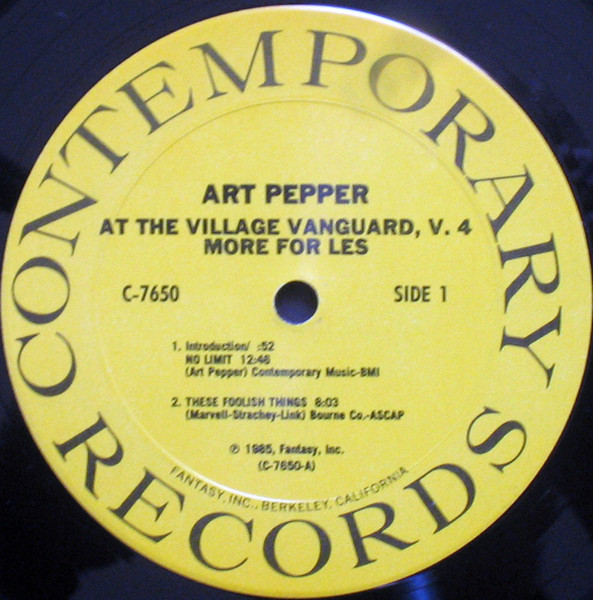 CONTEMPORARY
RECORDS
ART PEPPER
AT THE VILLAGE VANGUARD, V. 4
MORE FOR LES
C-7650 SIDE 1
1. Introduction/ :52
NO LIMIT 12:46
(Art Pepper) Contemporary Music-BMI
2. THESE FOOLISH THINGS 8:03
(Marvell-Strachey-Link) Bourne Co.-ASCAP
℗ 1985, Fantasy, Inc.
(C-7650-A)
FANTASY, INC., BERKELEY, CALIFORNIA